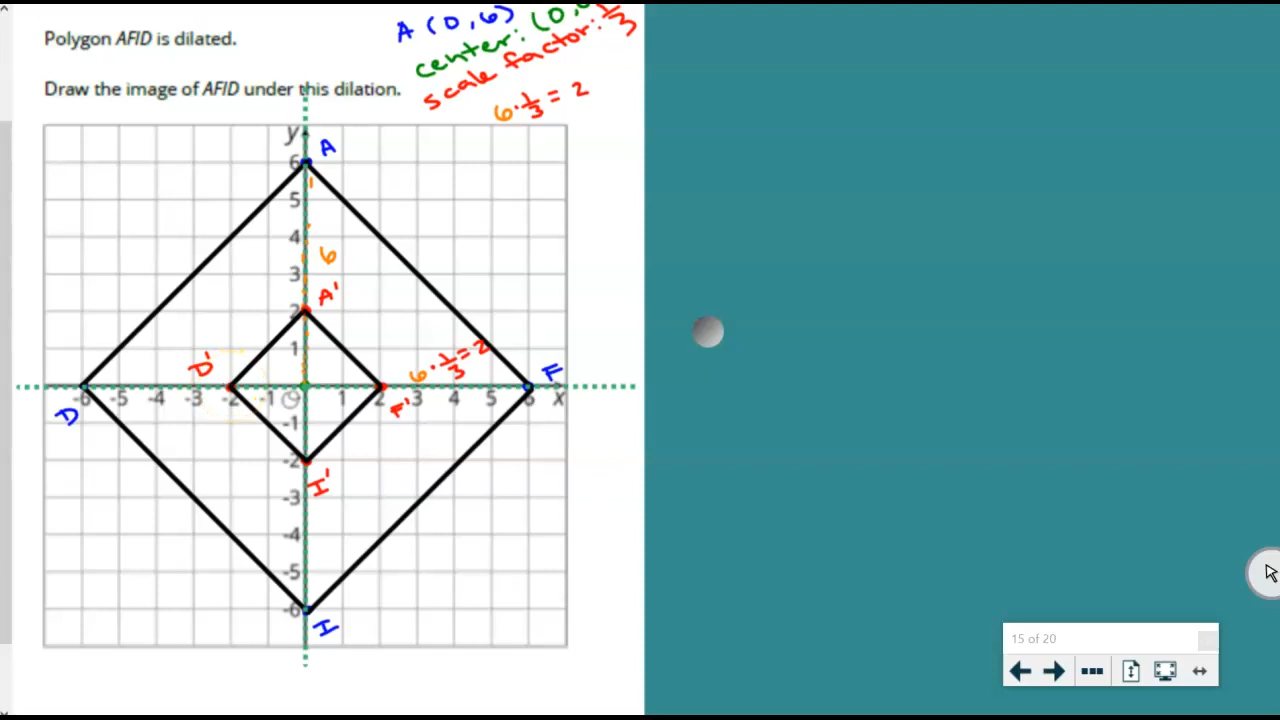 Polygon AFID is dilated.
A (0,6)
center: (0,
scale factor: 1/3
Draw the image of AFID under this dilation.
6 · 1/3 = 2
y
A
6
5
4
6
3
A'
2
1
D'
6 · 1/3 = 2
F
D
-6 -5 -4 -3 -2 -1 O 1 2 3 4 5 6 x
F'
-1
-2
I'
-3
-4
-5
-6
I
15 of 20